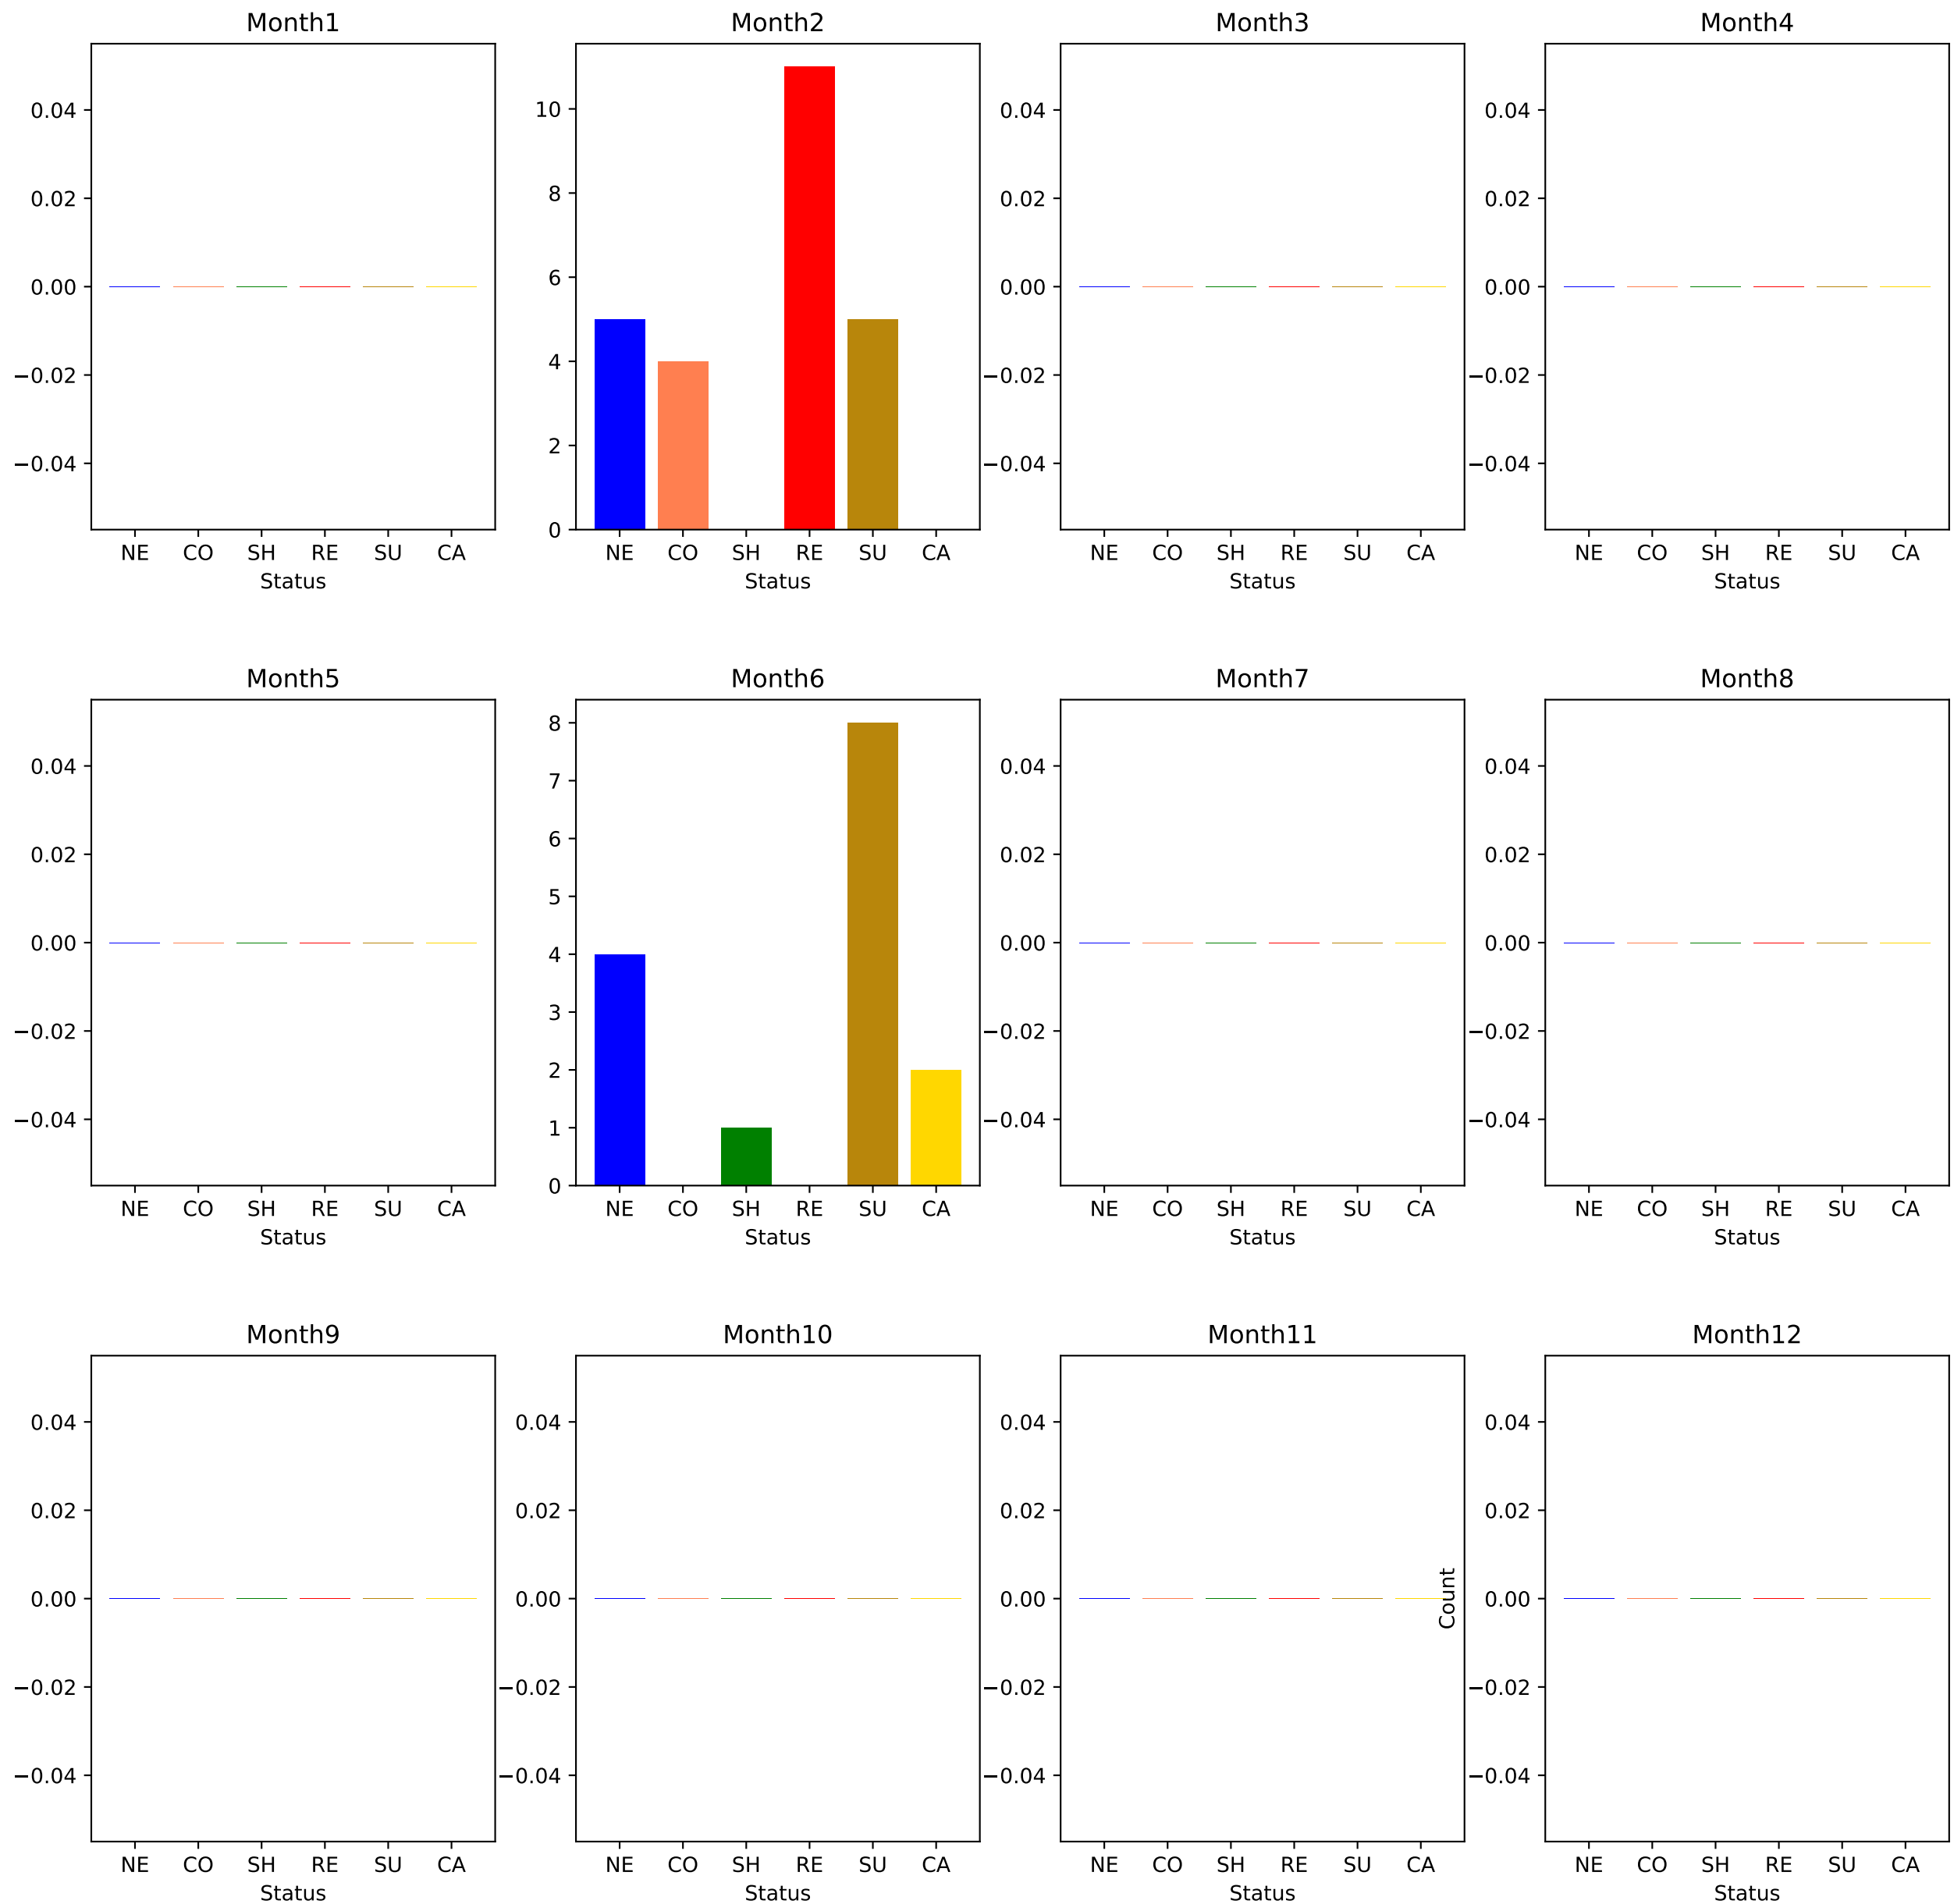 Month1 Month2 Month3 Month4
0.04 10 0.04 0.04
0.02 8 0.02 0.02
0.00 6 0.00 0.00
−0.02 4 −0.02 −0.02
−0.04 2 −0.04 −0.04
0
NE CO SH RE SU CA NE CO SH RE SU CA NE CO SH RE SU CA NE CO SH RE SU CA
Status Status Status Status
Month5 Month6 Month7 Month8
8
0.04 7 0.04 0.04
0.02 6 0.02 0.02
5
0.00 4 0.00 0.00
3
−0.02 2 −0.02 −0.02
−0.04 1 −0.04 −0.04
0
NE CO SH RE SU CA NE CO SH RE SU CA NE CO SH RE SU CA NE CO SH RE SU CA
Status Status Status Status
Month9 Month10 Month11 Month12
0.04 0.04 0.04 0.04
0.02 0.02 0.02 0.02
0.00 0.00 0.00 Count 0.00
−0.02 −0.02 −0.02 −0.02
−0.04 −0.04 −0.04 −0.04
NE CO SH RE SU CA NE CO SH RE SU CA NE CO SH RE SU CA NE CO SH RE SU CA
Status Status Status Status